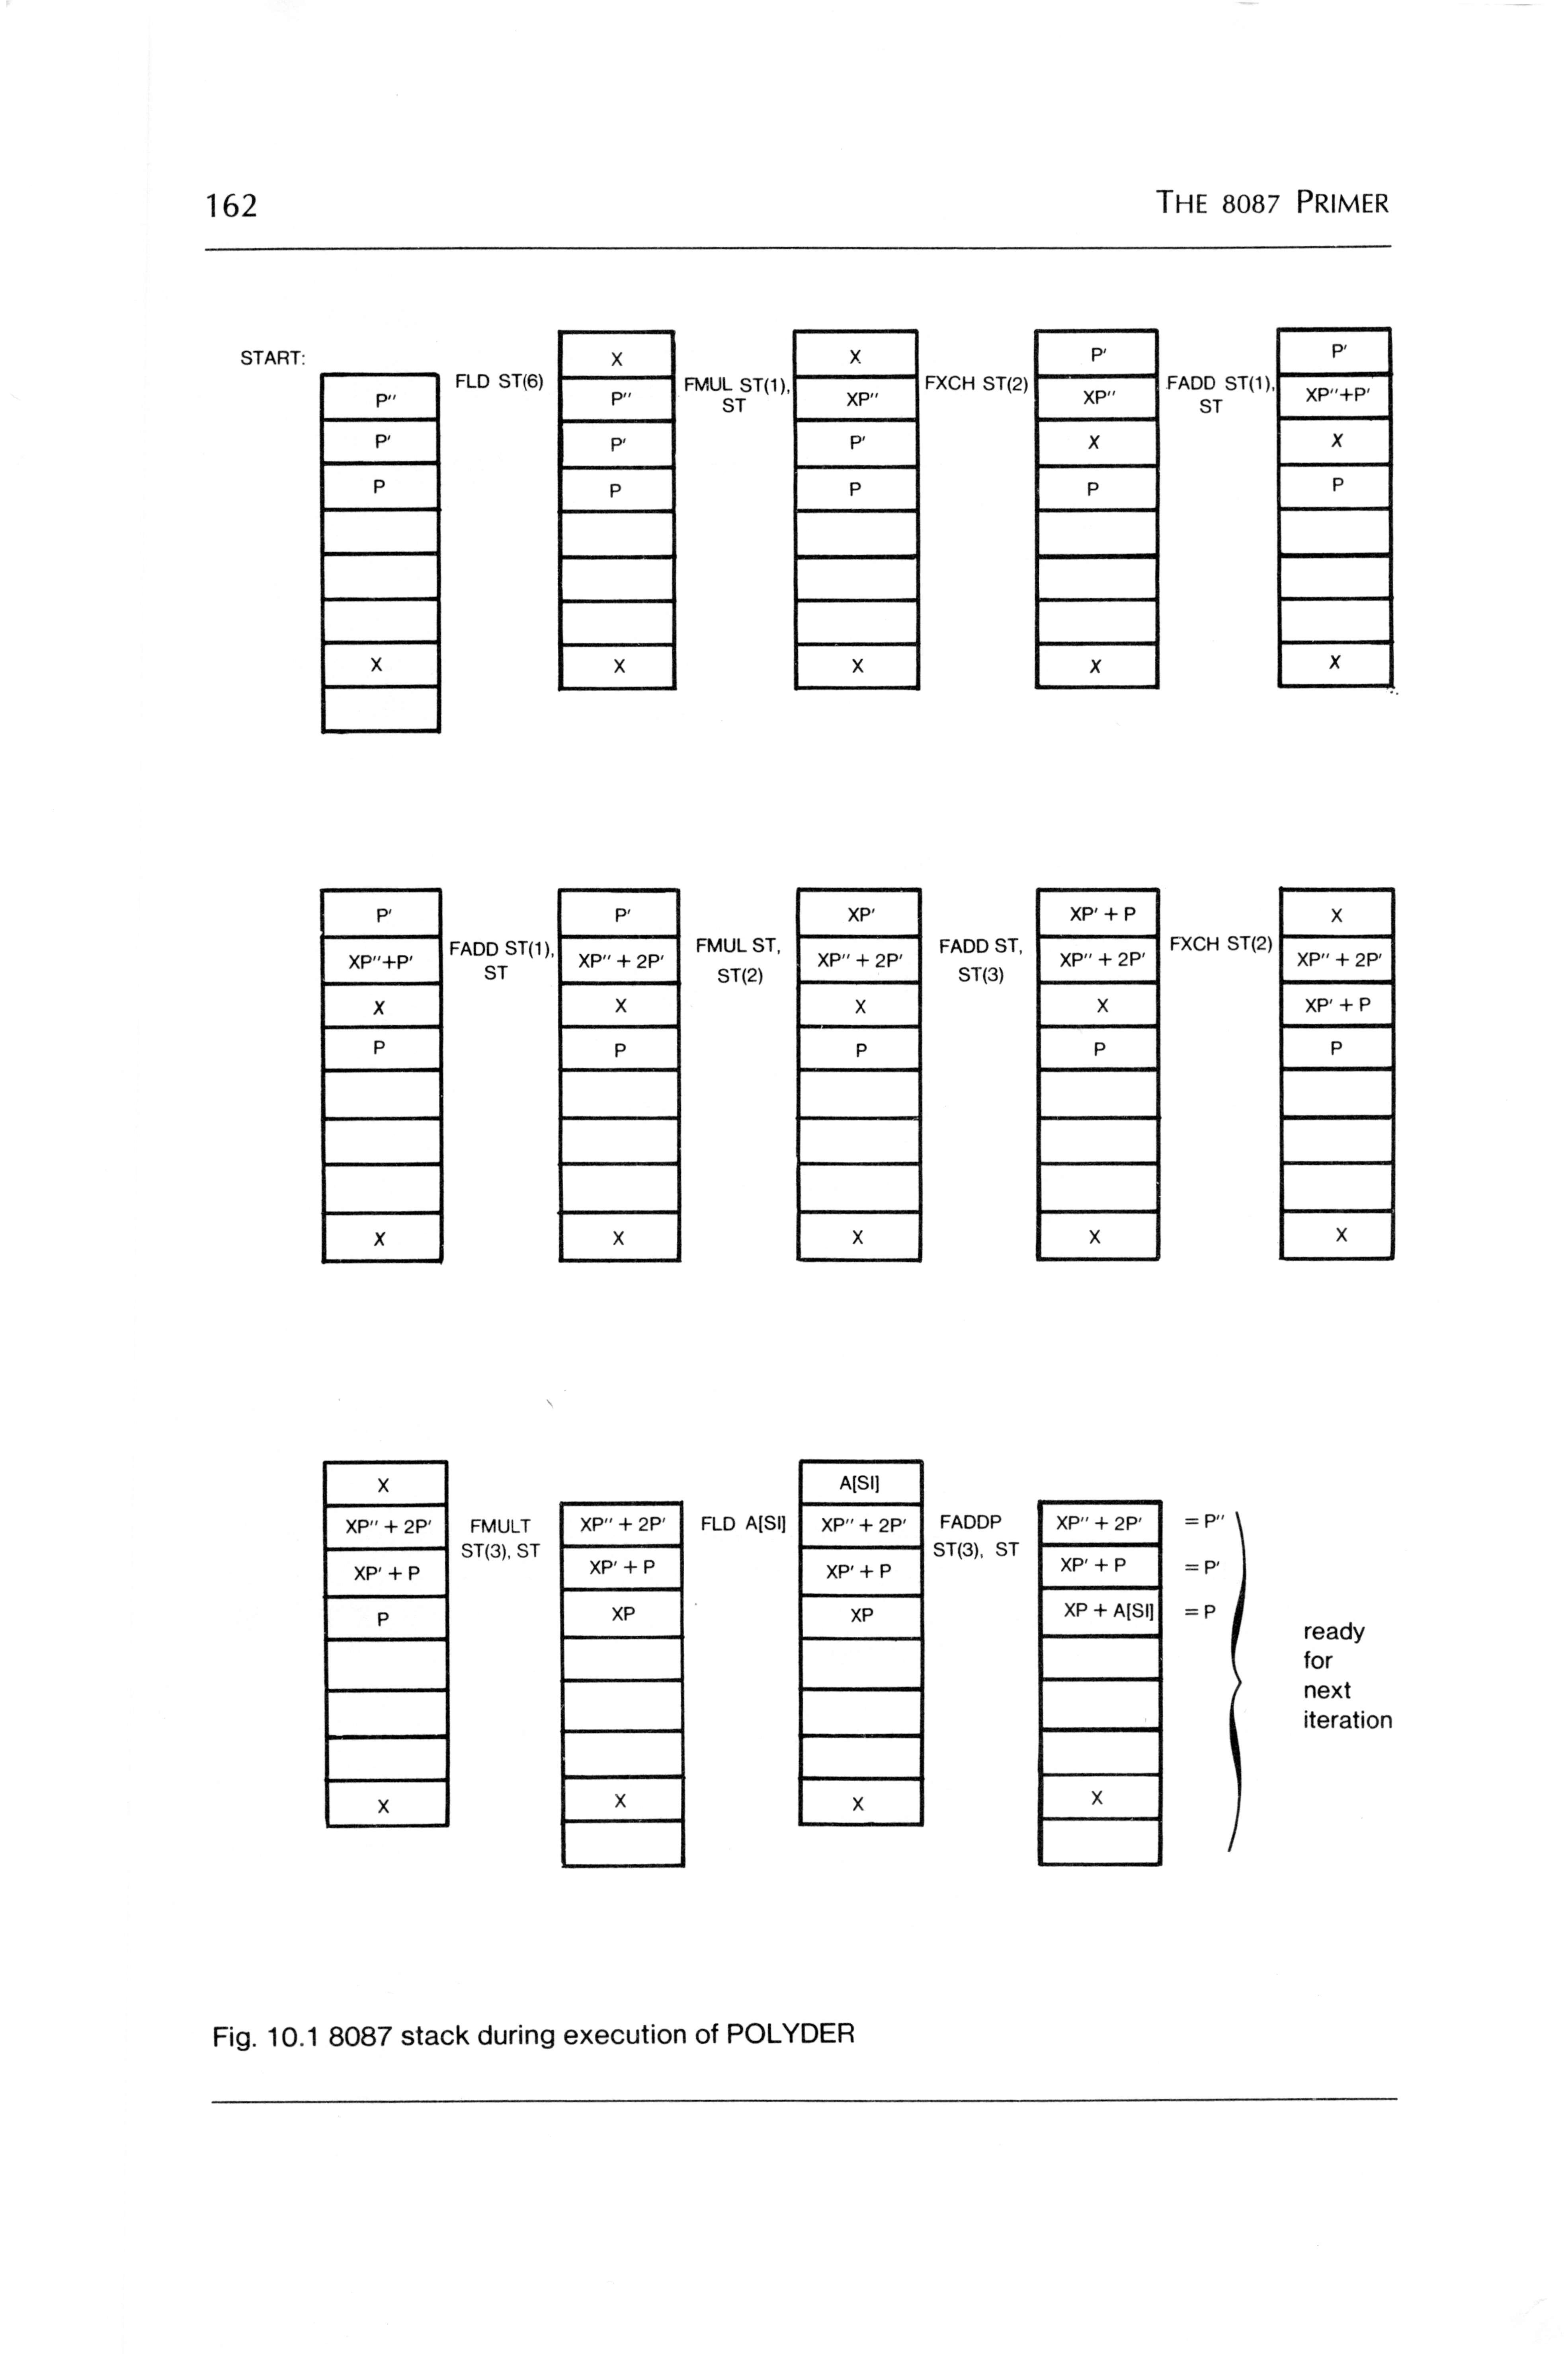 162
THE 8087 PRIMER
START:
P''
P'
P
X
FLD ST(6)
X
P''
P'
P
X
FMUL ST(1),
ST
X
XP''
P'
P
X
FXCH ST(2)
P'
XP''
X
P
X
FADD ST(1),
ST
P'
XP''+P'
X
P
X
P'
XP''+P'
X
P
X
FADD ST(1),
ST
P'
XP'' + 2P'
X
P
X
FMUL ST,
ST(2)
XP'
XP'' + 2P'
X
P
X
FADD ST,
ST(3)
XP' + P
XP'' + 2P'
X
P
X
FXCH ST(2)
X
XP'' + 2P'
XP' + P
P
X
X
XP'' + 2P'
XP' + P
P
X
FMULT
ST(3), ST
XP'' + 2P'
XP' + P
XP
X
FLD A[SI]
A[SI]
XP'' + 2P'
XP' + P
XP
X
FADDP
ST(3), ST
XP'' + 2P'
XP' + P
XP + A[SI]
X
= P''
= P'
= P
ready
for
next
iteration
Fig. 10.1 8087 stack during execution of POLYDER